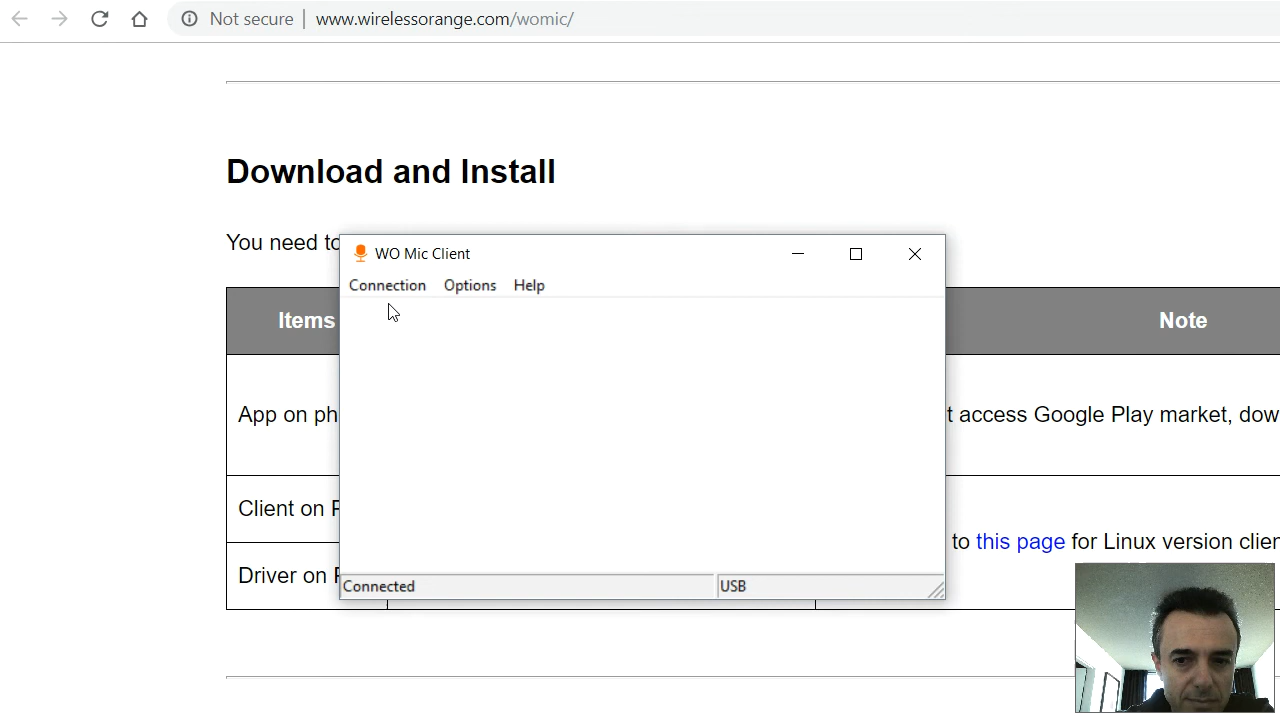 Not secure
www.wirelessorange.com/womic/
Download and Install
You need to
WO Mic Client
Connection Options Help
Items
Note
App on ph
t access Google Play market, dow
Client on
to this page for Linux version clien
Driver on
Connected
USB